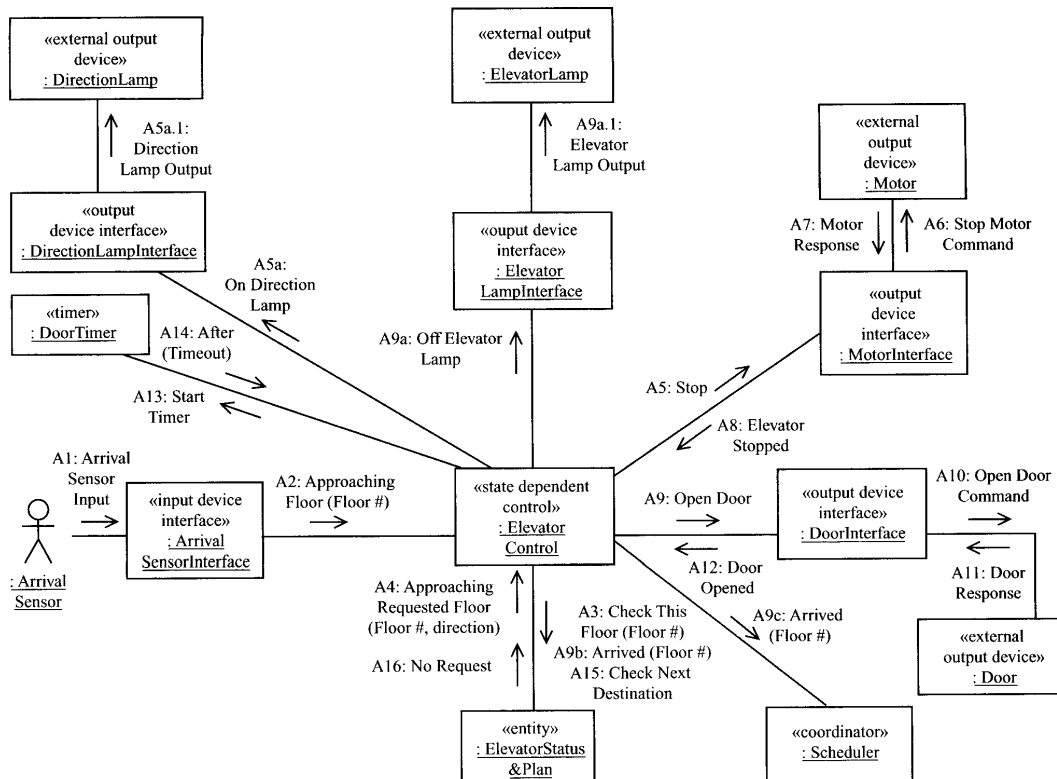 «external output
device»
: DirectionLamp
«external output
device»
: ElevatorLamp
«external
output
device»
: Motor
A5a.1:
Direction
Lamp Output
A9a.1:
Elevator
Lamp Output
A7: Motor
Response
A6: Stop Motor
Command
«output
device interface»
: DirectionLampInterface
«ouput device
interface»
: Elevator
LampInterface
«output
device
interface»
: MotorInterface
A5a:
On Direction
Lamp
«timer»
: DoorTimer
A14: After
(Timeout)
A9a: Off Elevator
Lamp
A13: Start
Timer
A5: Stop
A8: Elevator
Stopped
A1: Arrival
Sensor
Input
: Arrival
Sensor
«input device
interface»
: Arrival
SensorInterface
A2: Approaching
Floor (Floor #)
«state dependent
control»
: Elevator
Control
A9: Open Door
«output device
interface»
: DoorInterface
A10: Open Door
Command
A12: Door
Opened
A11: Door
Response
A4: Approaching
Requested Floor
(Floor #, direction)
A16: No Request
A3: Check This
Floor (Floor #)
A9b: Arrived (Floor #)
A15: Check Next
Destination
A9c: Arrived
(Floor #)
«external
output device»
: Door
«entity»
: ElevatorStatus
&Plan
«coordinator»
: Scheduler